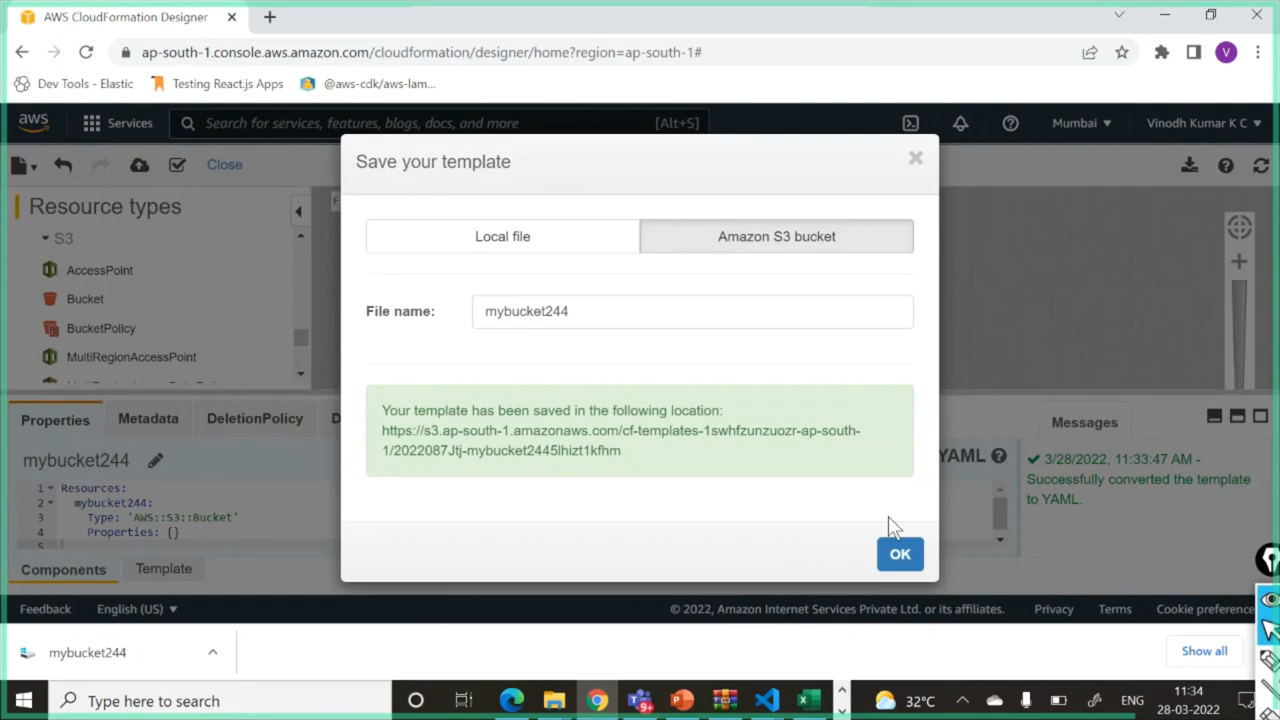 AWS CloudFormation Designer
ap-south-1.console.aws.amazon.com/cloudformation/designer/home?region=ap-south-1#
V
Dev Tools - Elastic
Testing React.js Apps
@aws-cdk/aws-lam...
aws
Services
Search for services, features, blogs, docs, and more
[Alt+S]
Mumbai
Vinodh Kumar K C
Close
Save your template
Resource types
S3
AccessPoint
Bucket
BucketPolicy
MultiRegionAccessPoint
Local file
Amazon S3 bucket
File name:
mybucket244
Your template has been saved in the following location:
https://s3.ap-south-1.amazonaws.com/cf-templates-1swhfzunzuozr-ap-south-
1/2022087Jtj-mybucket2445lhizt1kfhm
OK
Properties
Metadata
DeletionPolicy
D
mybucket244
1 Resources:
2 mybucket244:
3 Type: 'AWS::S3::Bucket'
4 Properties: {}
5
YAML
Messages
3/28/2022, 11:33:47 AM -
Successfully converted the template
to YAML.
Components
Template
Feedback
English (US)
© 2022, Amazon Internet Services Private Ltd. or its affiliates.
Privacy
Terms
Cookie preference
mybucket244
Show all
Type here to search
9+
32°C
ENG
11:34
28-03-2022